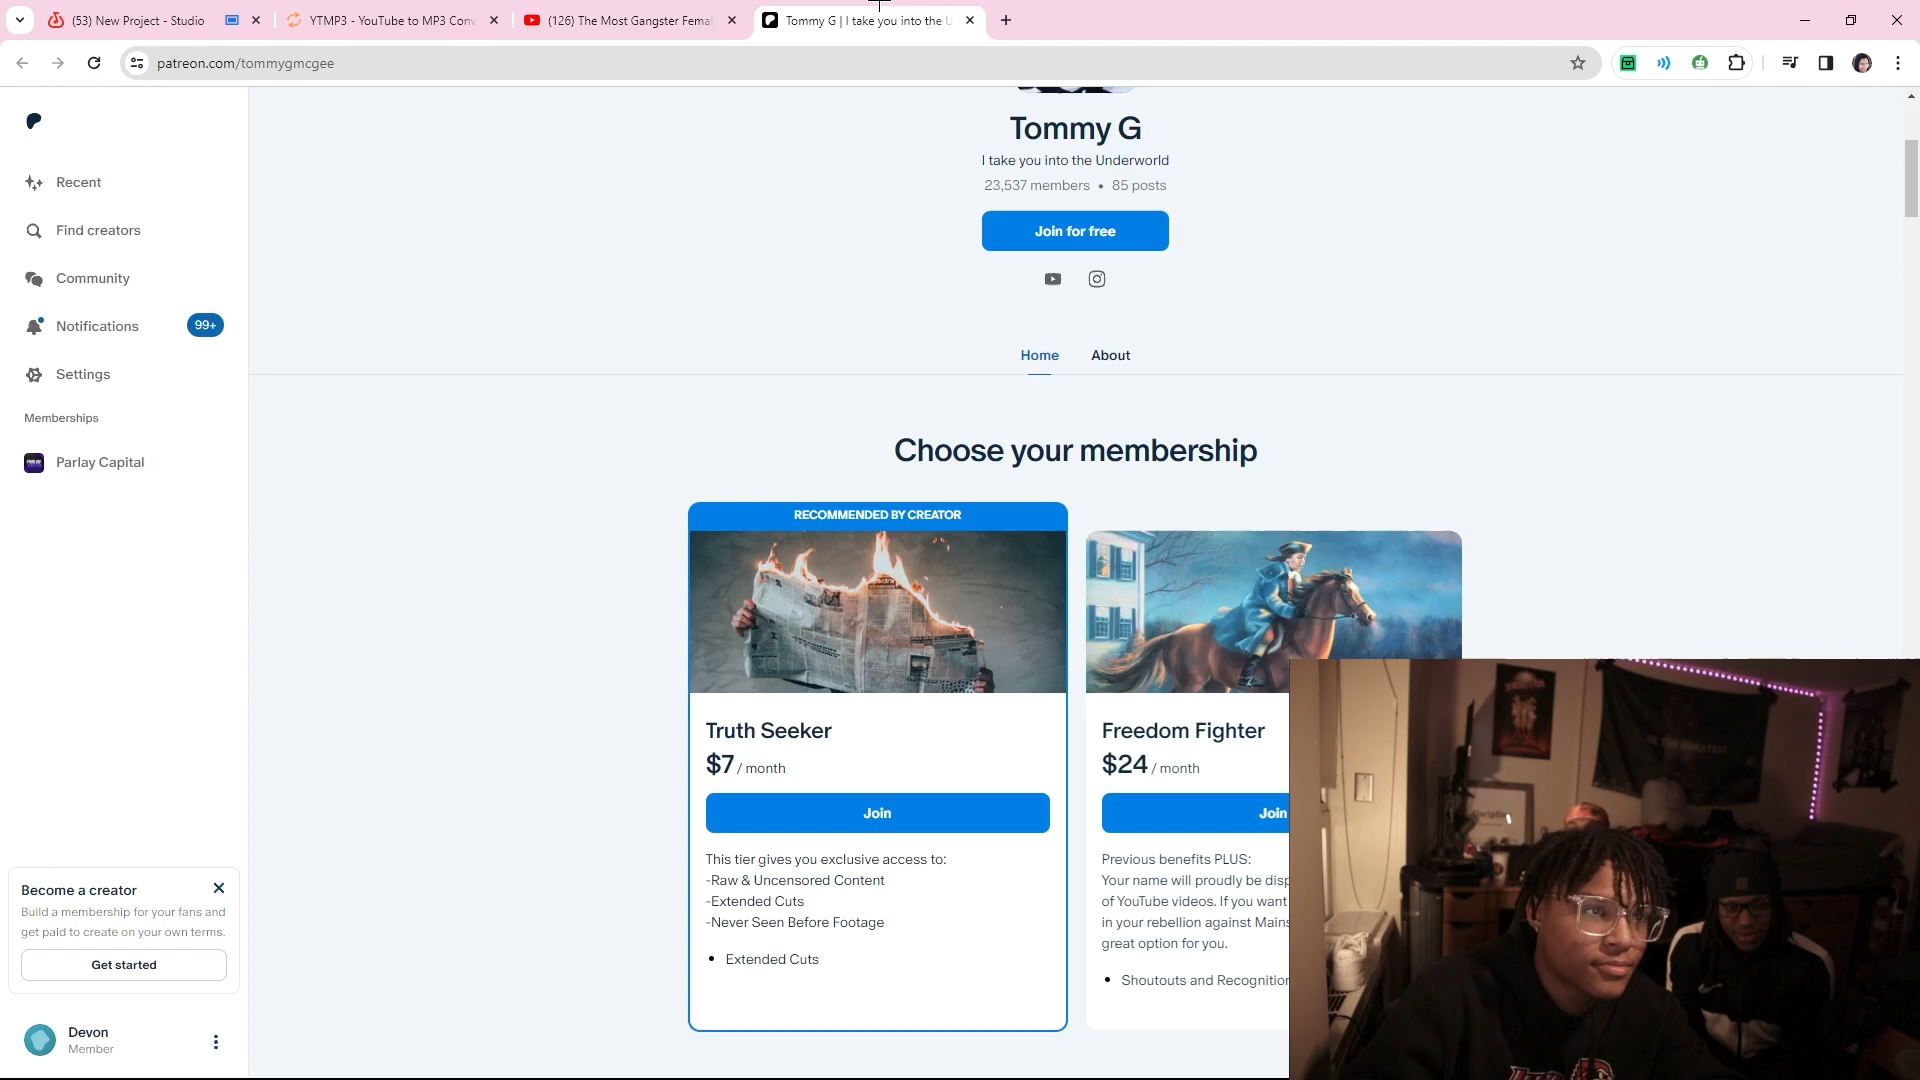 (53) New Project - Studio
YTMP3 - YouTube to MP3 Conv
(126) The Most Gangster Femal
Tommy G | I take you into the U
patreon.com/tommygmcgee
Recent
Find creators
Community
Notifications
99+
Settings
Memberships
Parlay Capital
Become a creator
Build a membership for your fans and
get paid to create on your own terms.
Get started
Devon
Member
Tommy G
I take you into the Underworld
23,537 members • 85 posts
Join for free
Home
About
Choose your membership
RECOMMENDED BY CREATOR
Truth Seeker
$7 / month
Join
This tier gives you exclusive access to:
-Raw & Uncensored Content
-Extended Cuts
-Never Seen Before Footage
• Extended Cuts
Freedom Fighter
$24 / month
Join
Previous benefits PLUS:
Your name will proudly be disp
of YouTube videos. If you want
in your rebellion against Mains
great option for you.
• Shoutouts and Recognition
BE THE GREATEST
Discipline